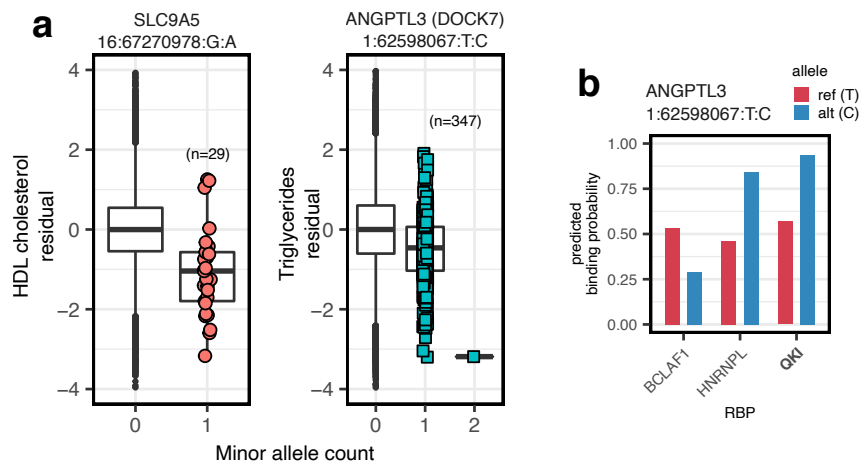 a
SLC9A5
16:67270978:G:A
HDL cholesterol
residual
4
2
0
−2
−4
(n=29)
0
1
ANGPTL3 (DOCK7)
1:62598067:T:C
Triglycerides
residual
4
2
0
−2
−4
(n=347)
0
1
2
Minor allele count
b
ANGPTL3
1:62598067:T:C
allele
ref (T)
alt (C)
predicted
binding probability
1.00
0.75
0.50
0.25
0.00
BCLAF1
HNRNPL
QKI
RBP